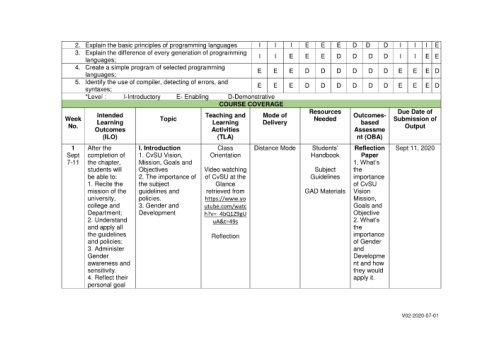 2. Explain the basic principles of programming languages I I I E E E D D D I I I E
3. Explain the difference of every generation of programming languages; I I E E E D D D D I I E E
4. Create a simple program of selected programming languages; E E E D D D D D D E E E D
5. Identify the use of compiler, detecting of errors, and syntaxes; E E E D D D D D D E E E D
*Level : I-Introductory E- Enabling D-Demonstrative
COURSE COVERAGE
Week No.
Intended Learning Outcomes (ILO)
Topic
Teaching and Learning Activities (TLA)
Mode of Delivery
Resources Needed
Outcomes-based Assessme nt (OBA)
Due Date of Submission of Output
1
Sept
7-11
After the
completion of
the chapter,
students will
be able to:
1. Recite the
mission of the
university,
college and
Department;
2. Understand
and apply all
the guidelines
and policies;
3. Administer
Gender
awareness and
sensitivity.
4. Reflect their
personal goal
I. Introduction
1. CvSU Vision,
Mission, Goals and
Objectives
2. The importance of
the subject
guidelines and
policies.
3. Gender and
Development
Class
Orientation
Video watching
of CvSU at the
Glance
retrieved from
https://www.yo
utube.com/watc
Reflection
Distance Mode
Students'
Handbook
Subject
Guidelines
GAD Materials
Reflection
Paper
1. What's
the
importance
of CvSU
Vision
Mission,
Goals and
Objective
2. What's
the
importance
of Gender
and
Developme
nt and how
they would
apply it.
Sept 11, 2020
V02-2020-07-01